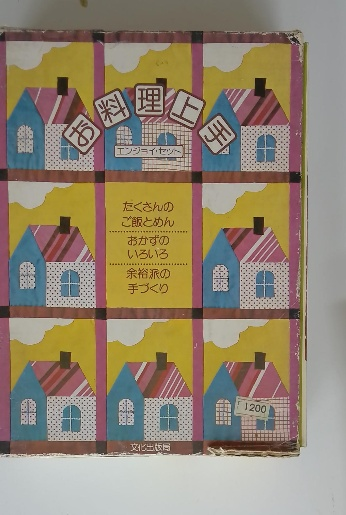 お料理上手
エンジョイ・セット
たくさんの
ご飯とめん
おかずの
いろいろ
余裕派の
手づくり
1200
文化出版局